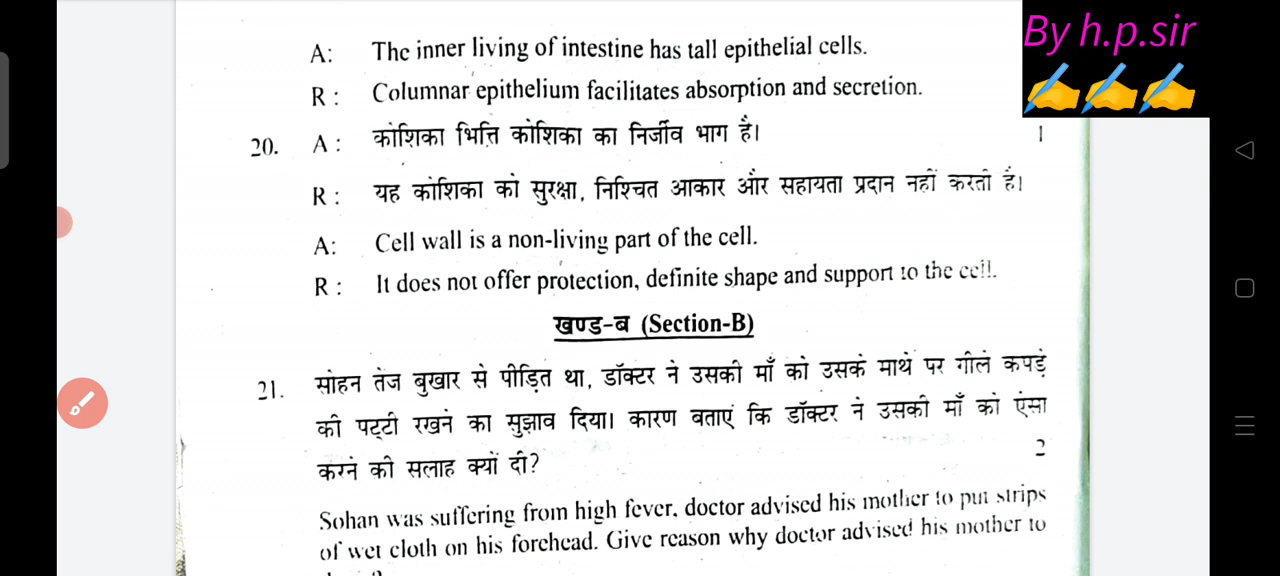 By h.p.sir
A: The inner living of intestine has tall epithelial cells.
R : Columnar epithelium facilitates absorption and secretion.
20. A : कोशिका भित्ति कोशिका का निर्जीव भाग है। 1
R : यह कोशिका को सुरक्षा, निश्चित आकार और सहायता प्रदान नहीं करती है।
A: Cell wall is a non-living part of the cell.
R : It does not offer protection, definite shape and support to the cell.
खण्ड-ब (Section-B)
21. सोहन तेज बुखार से पीड़ित था, डॉक्टर ने उसकी माँ को उसके माथे पर गीले कपड़े
की पट्टी रखने का सुझाव दिया। कारण बताएं कि डॉक्टर ने उसकी माँ को ऐसा
करने की सलाह क्यों दी? 2
Sohan was suffering from high fever, doctor advised his mother to put strips
of wet cloth on his forehead. Give reason why doctor advised his mother to